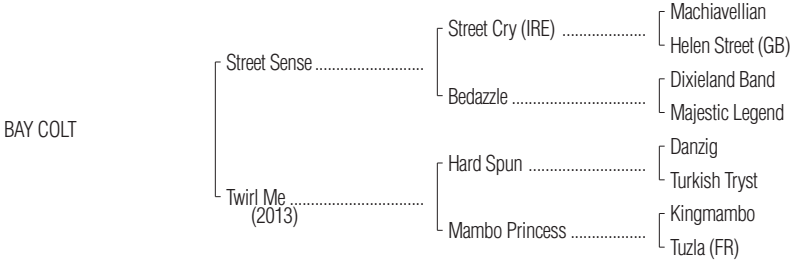 Machiavellian
Street Cry (IRE) ....................
Helen Street (GB)
Street Sense ..........................
Dixieland Band
Bedazzle ................................
Majestic Legend
BAY COLT
Danzig
Hard Spun ............................
Turkish Tryst
Twirl Me ................................
(2013)
Kingmambo
Mambo Princess ..................
Tuzla (FR)